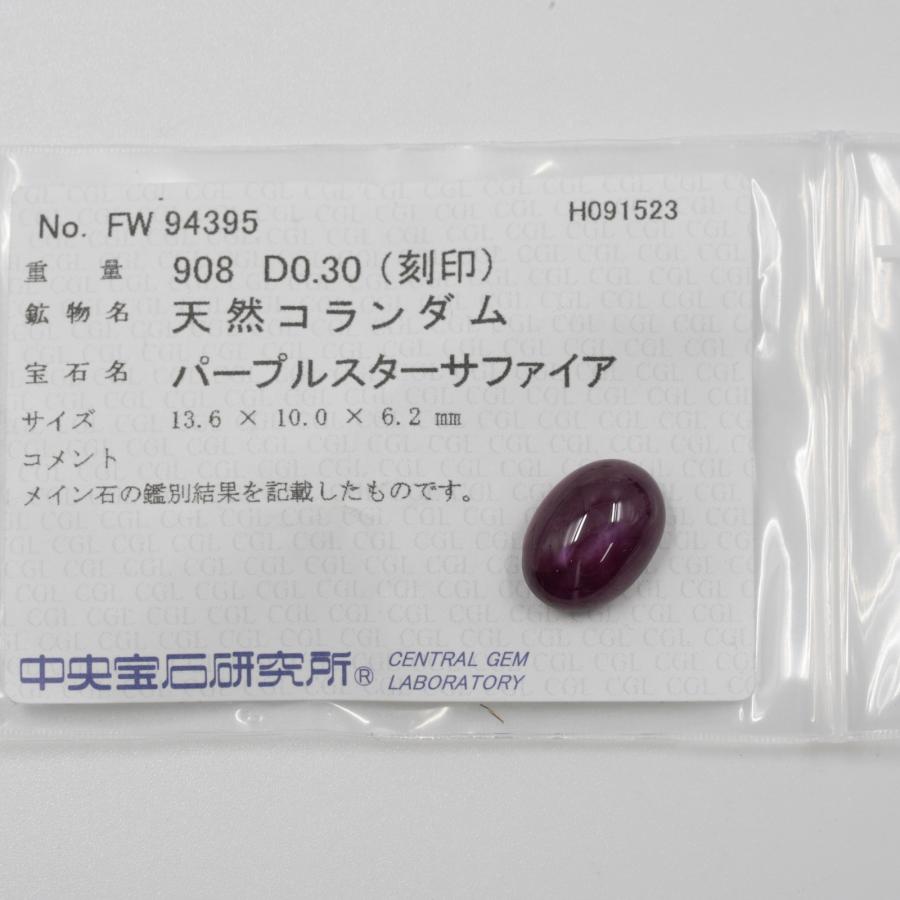 No. FW 94395
H091523
重 量 908 D0.30（刻印）
鉱 物 名 天然コランダム
宝 石 名 パープルスターサファイア
サイズ 13.6 × 10.0 × 6.2 mm
コメント
メイン石の鑑別結果を記載したものです。
中央宝石研究所® CENTRAL GEM
LABORATORY